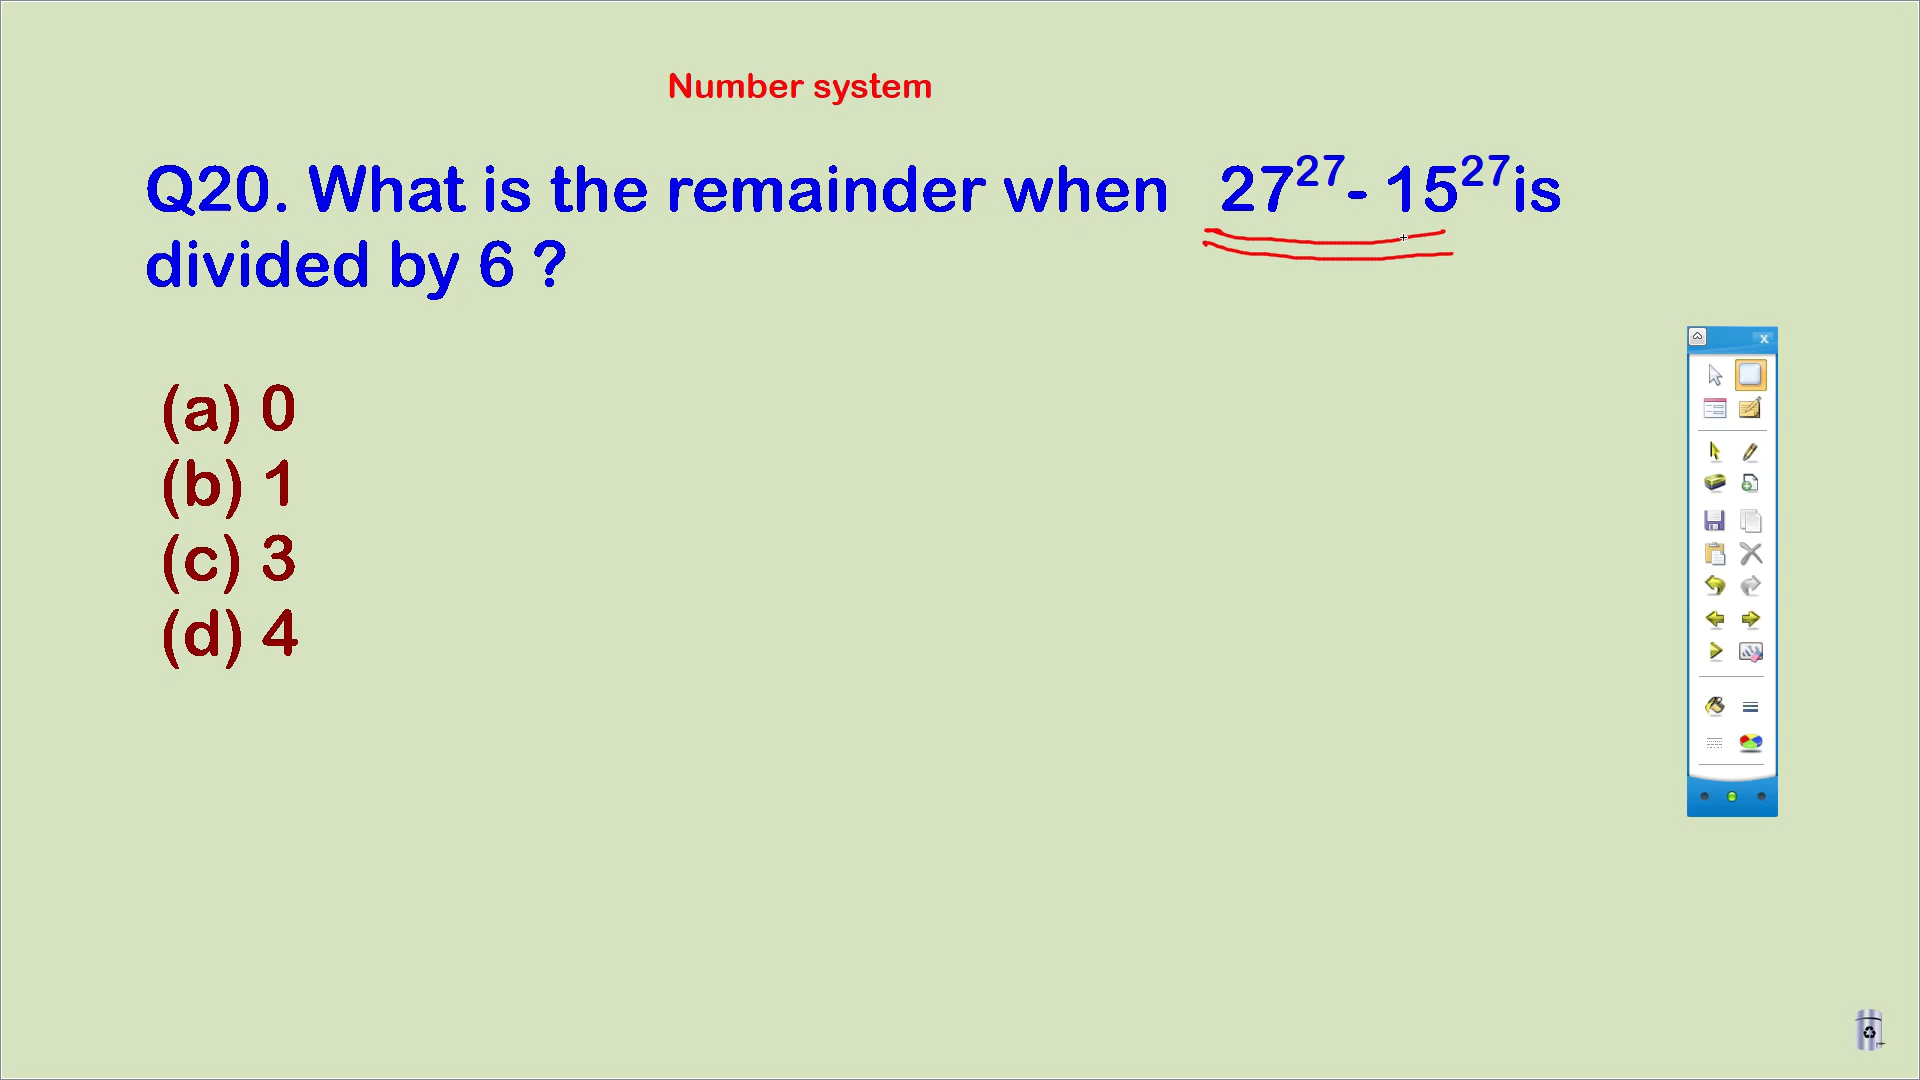 Number system
Q20. What is the remainder when 27²⁷- 15²⁷is
divided by 6 ?
(a) 0
(b) 1
(c) 3
(d) 4